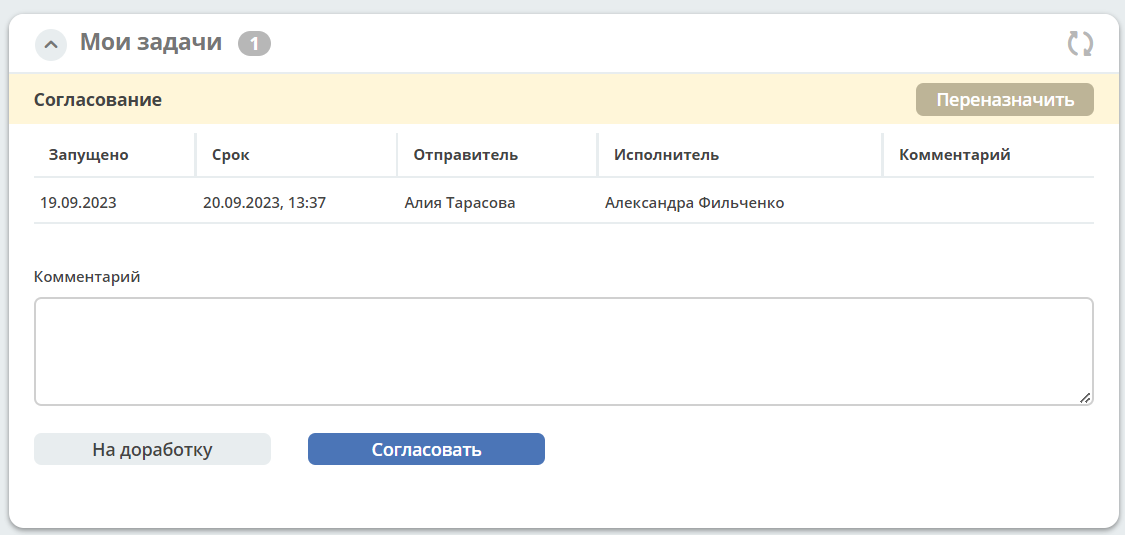 Мои задачи 1
Согласование Переназначить
Запущено Срок Отправитель Исполнитель Комментарий
19.09.2023 20.09.2023, 13:37 Алия Тарасова Александра Фильченко
Комментарий
На доработку Согласовать